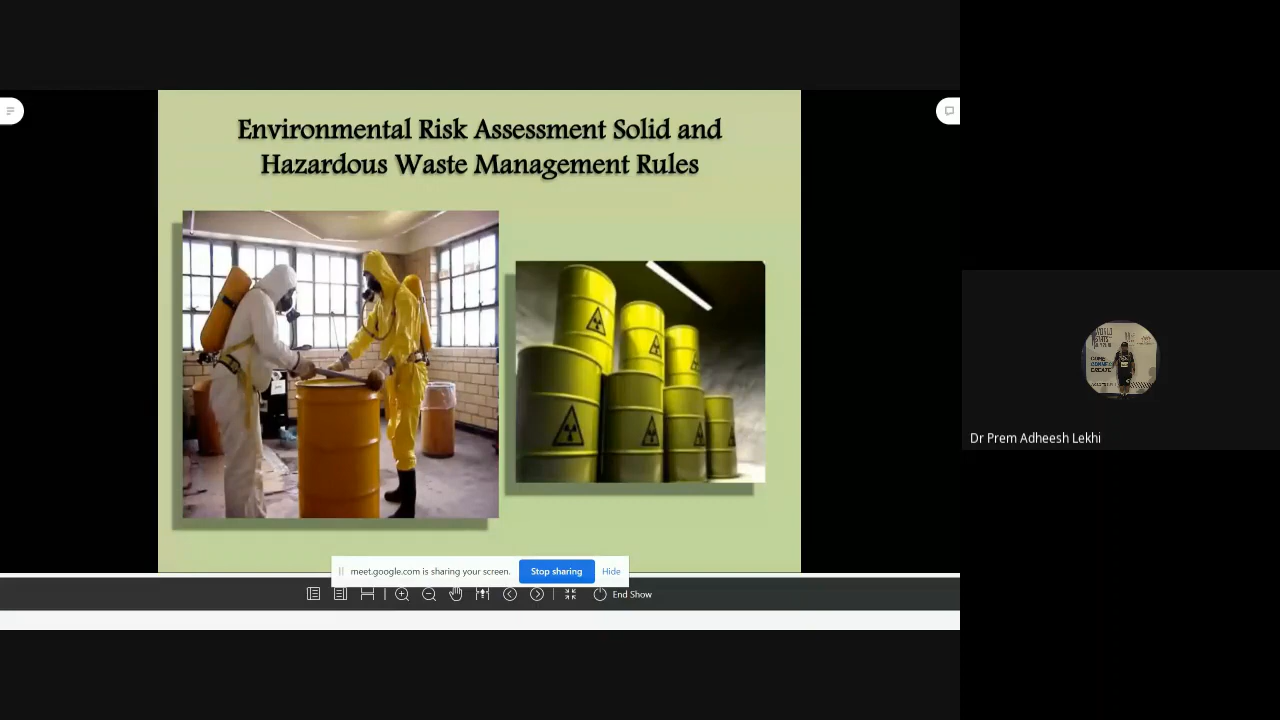 Environmental Risk Assessment Solid and
Hazardous Waste Management Rules
meet.google.com is sharing your screen.
Stop sharing
Hide
End Show
Dr Prem Adheesh Lekhi